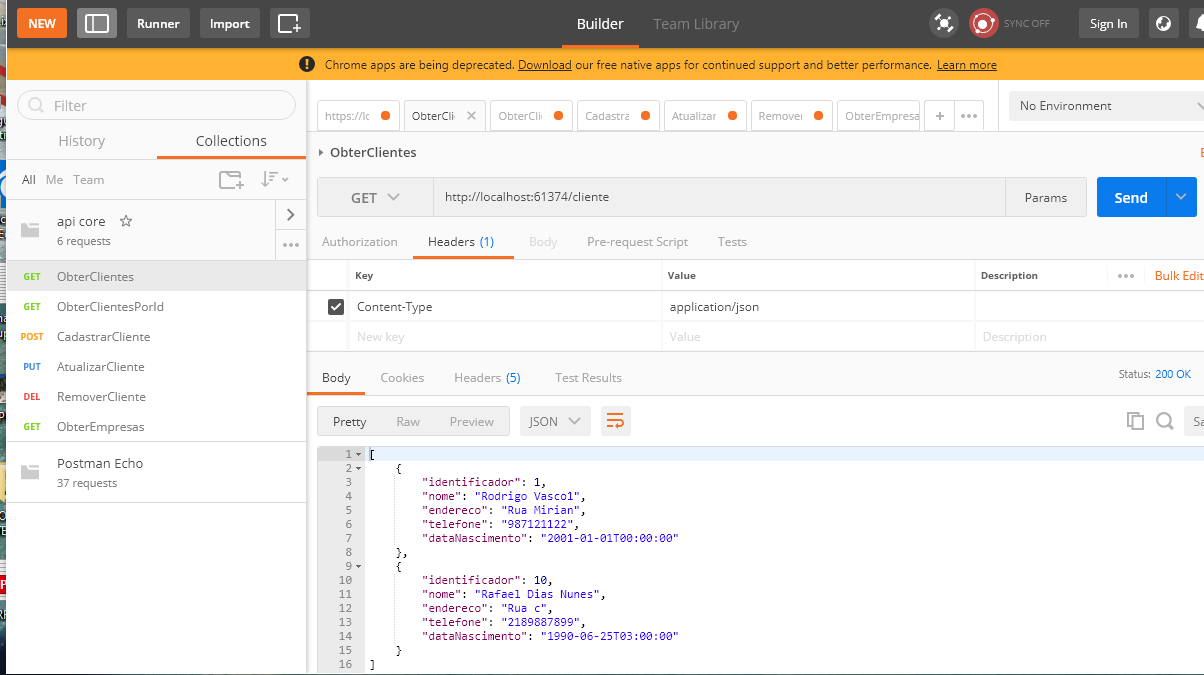 NEW Runner Import Builder Team Library SYNC OFF Sign In
Chrome apps are being deprecated. Download our free native apps for continued support and better performance. Learn more
Filter
History Collections
All Me Team
api core
6 requests
GET ObterClientes
GET ObterClientesPorId
POST CadastrarCliente
PUT AtualizarCliente
DEL RemoverCliente
GET ObterEmpresas
Postman Echo
37 requests
https://lo ObterClie ObterClie Cadastra Atualizar Remover ObterEmpresa + No Environment
ObterClientes
GET http://localhost:61374/cliente Params Send
Authorization Headers (1) Body Pre-request Script Tests
Key Value Description Bulk Edit
Content-Type application/json
New key Value Description
Body Cookies Headers (5) Test Results Status: 200 OK
Pretty Raw Preview JSON Sa
1 [
2 {
3 "identificador": 1,
4 "nome": "Rodrigo Vasco1",
5 "endereco": "Rua Mirian",
6 "telefone": "987121122",
7 "dataNascimento": "2001-01-01T00:00:00"
8 },
9 {
10 "identificador": 10,
11 "nome": "Rafael Dias Nunes",
12 "endereco": "Rua c",
13 "telefone": "2189887899",
14 "dataNascimento": "1990-06-25T03:00:00"
15 }
16 ]